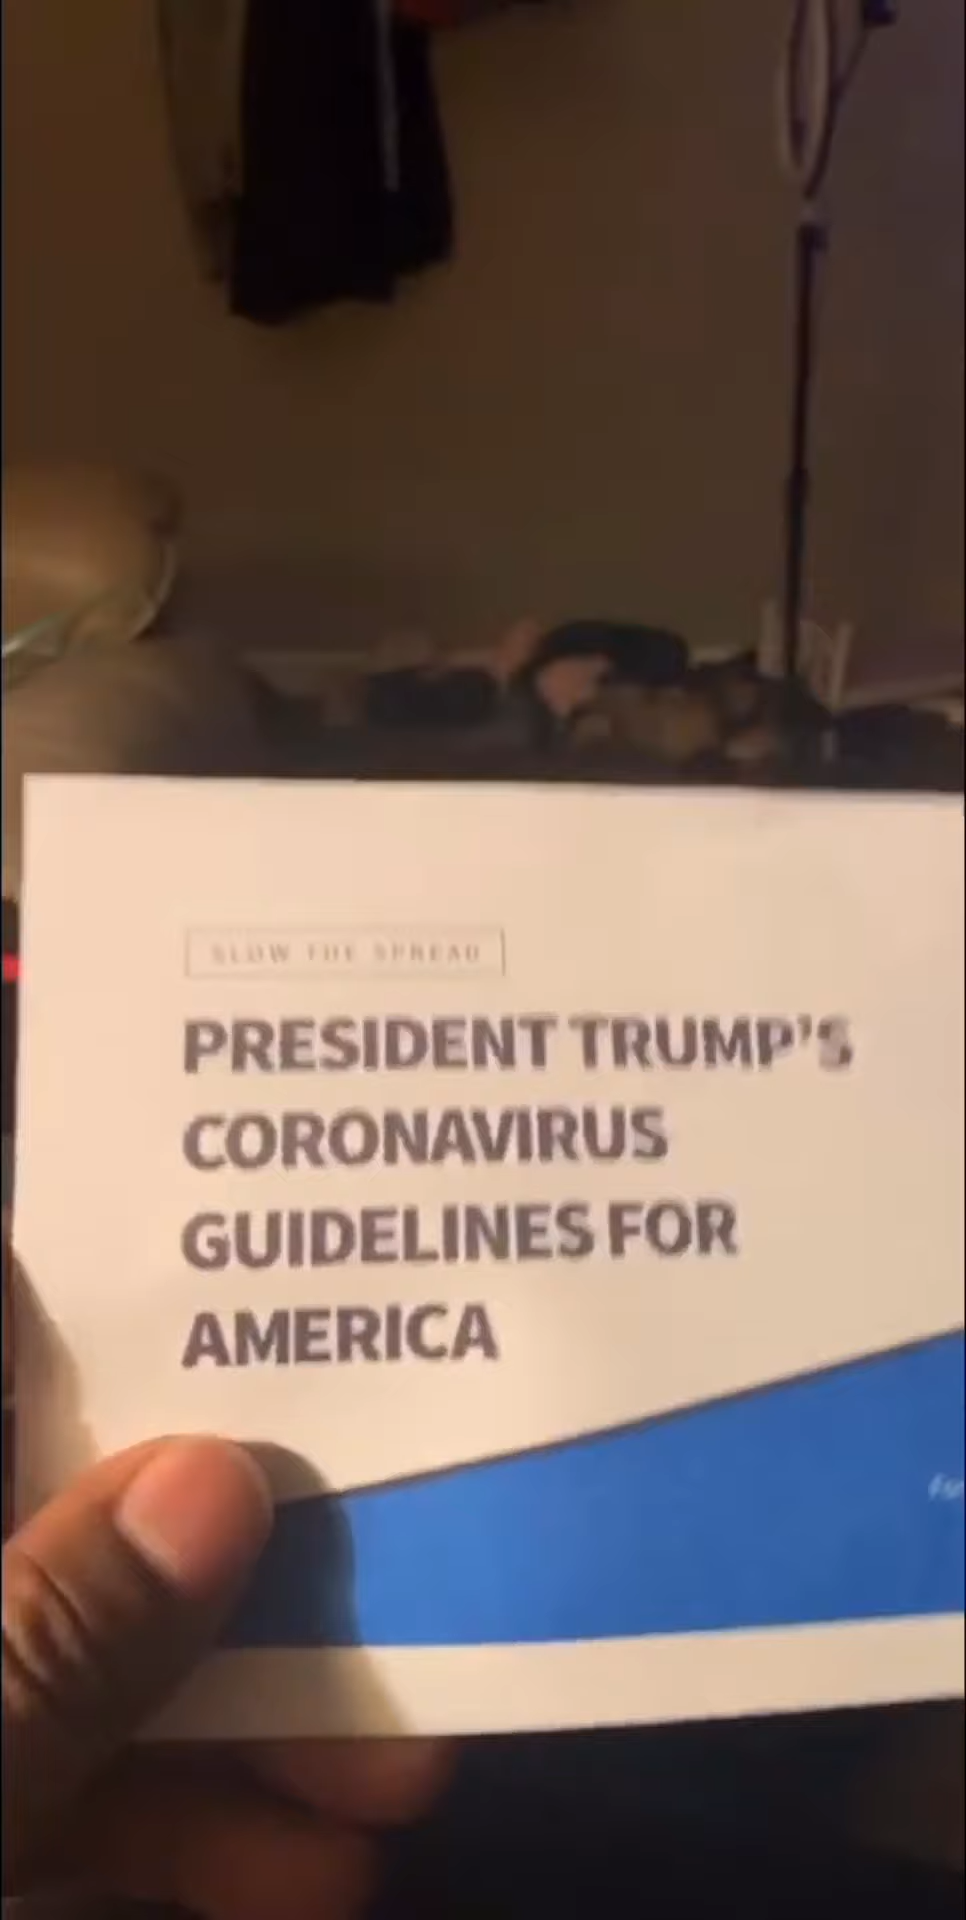 SLOW THE SPREAD
PRESIDENT TRUMP'S
CORONAVIRUS
GUIDELINES FOR
AMERICA